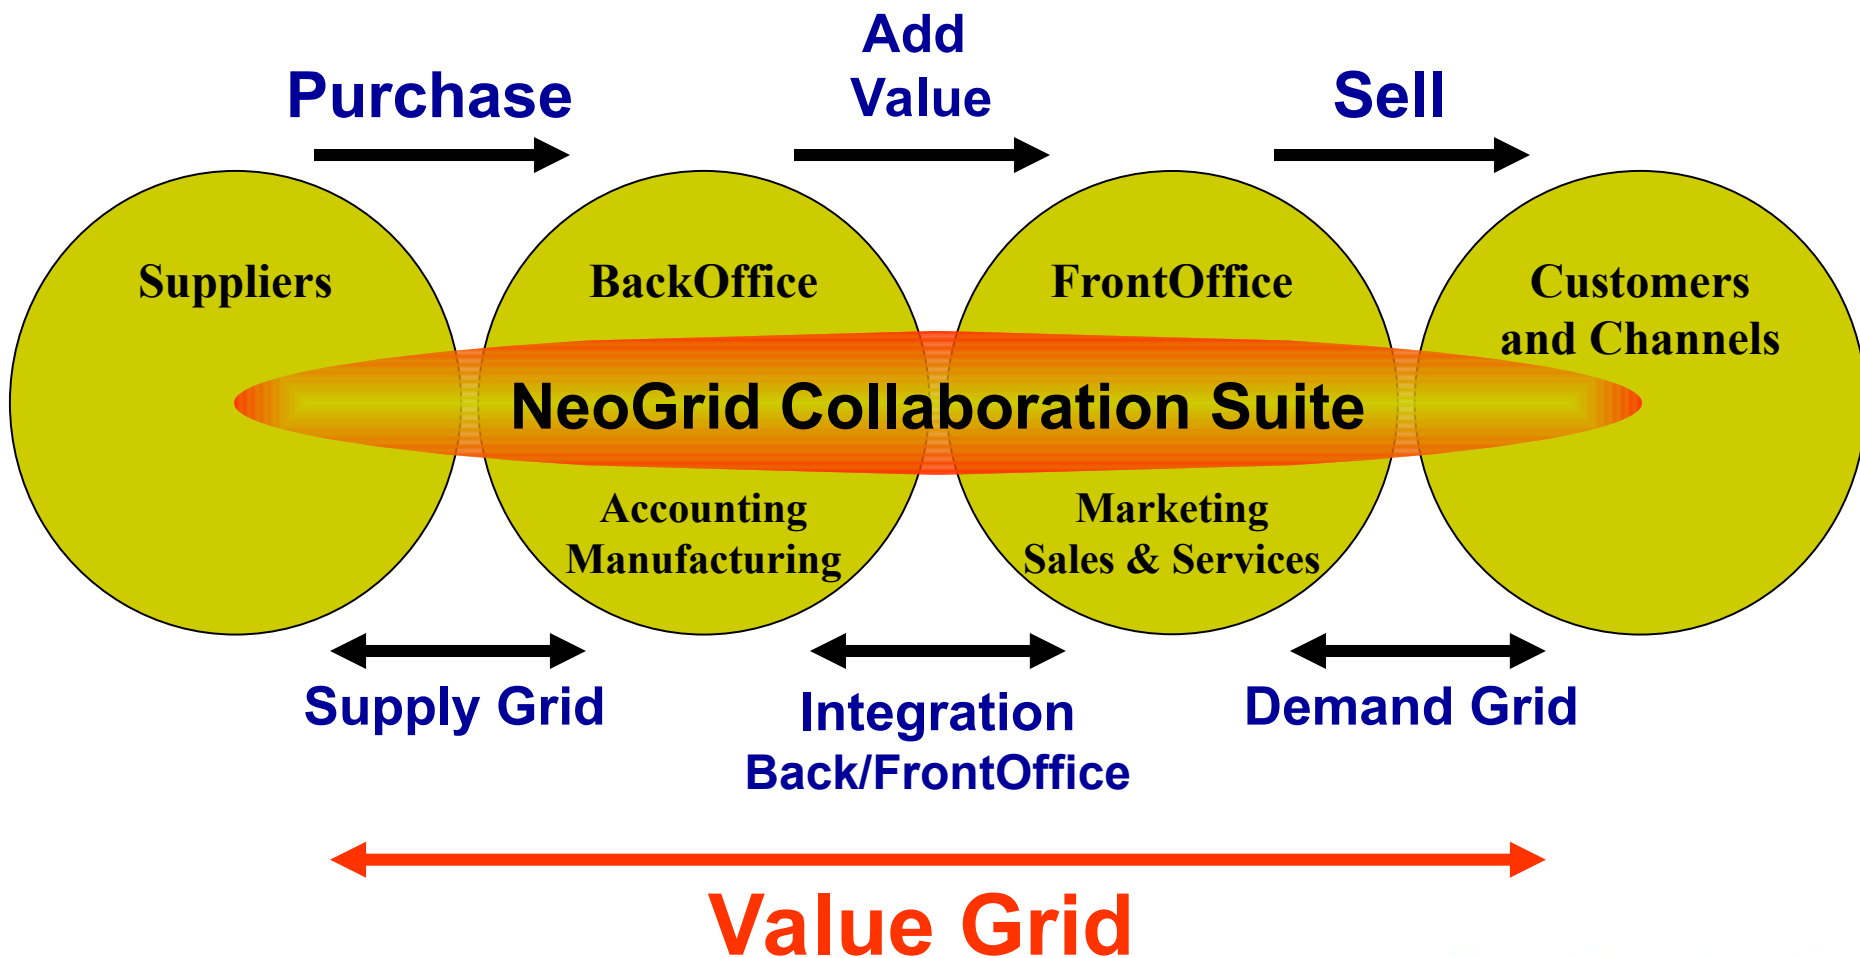 Purchase
Add
Value
Sell
Suppliers
BackOffice
FrontOffice
Customers
and Channels
NeoGrid Collaboration Suite
Accounting
Manufacturing
Marketing
Sales & Services
Supply Grid
Integration
Back/FrontOffice
Demand Grid
Value Grid